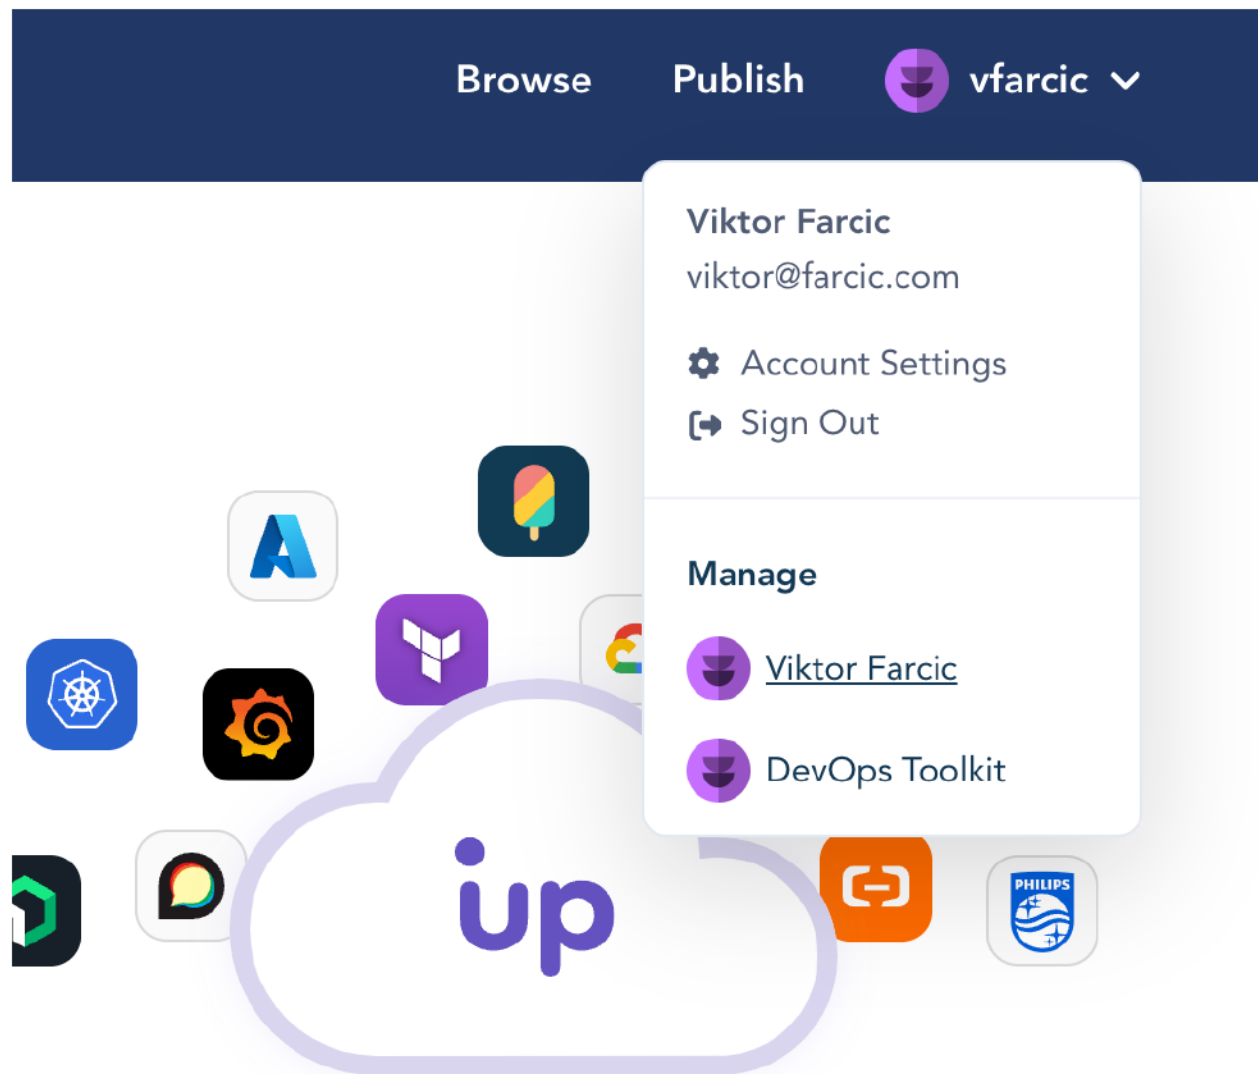 Browse
Publish
vfarcic
Viktor Farcic
viktor@farcic.com
Account Settings
Sign Out
Manage
Viktor Farcic
DevOps Toolkit
up
PHILIPS